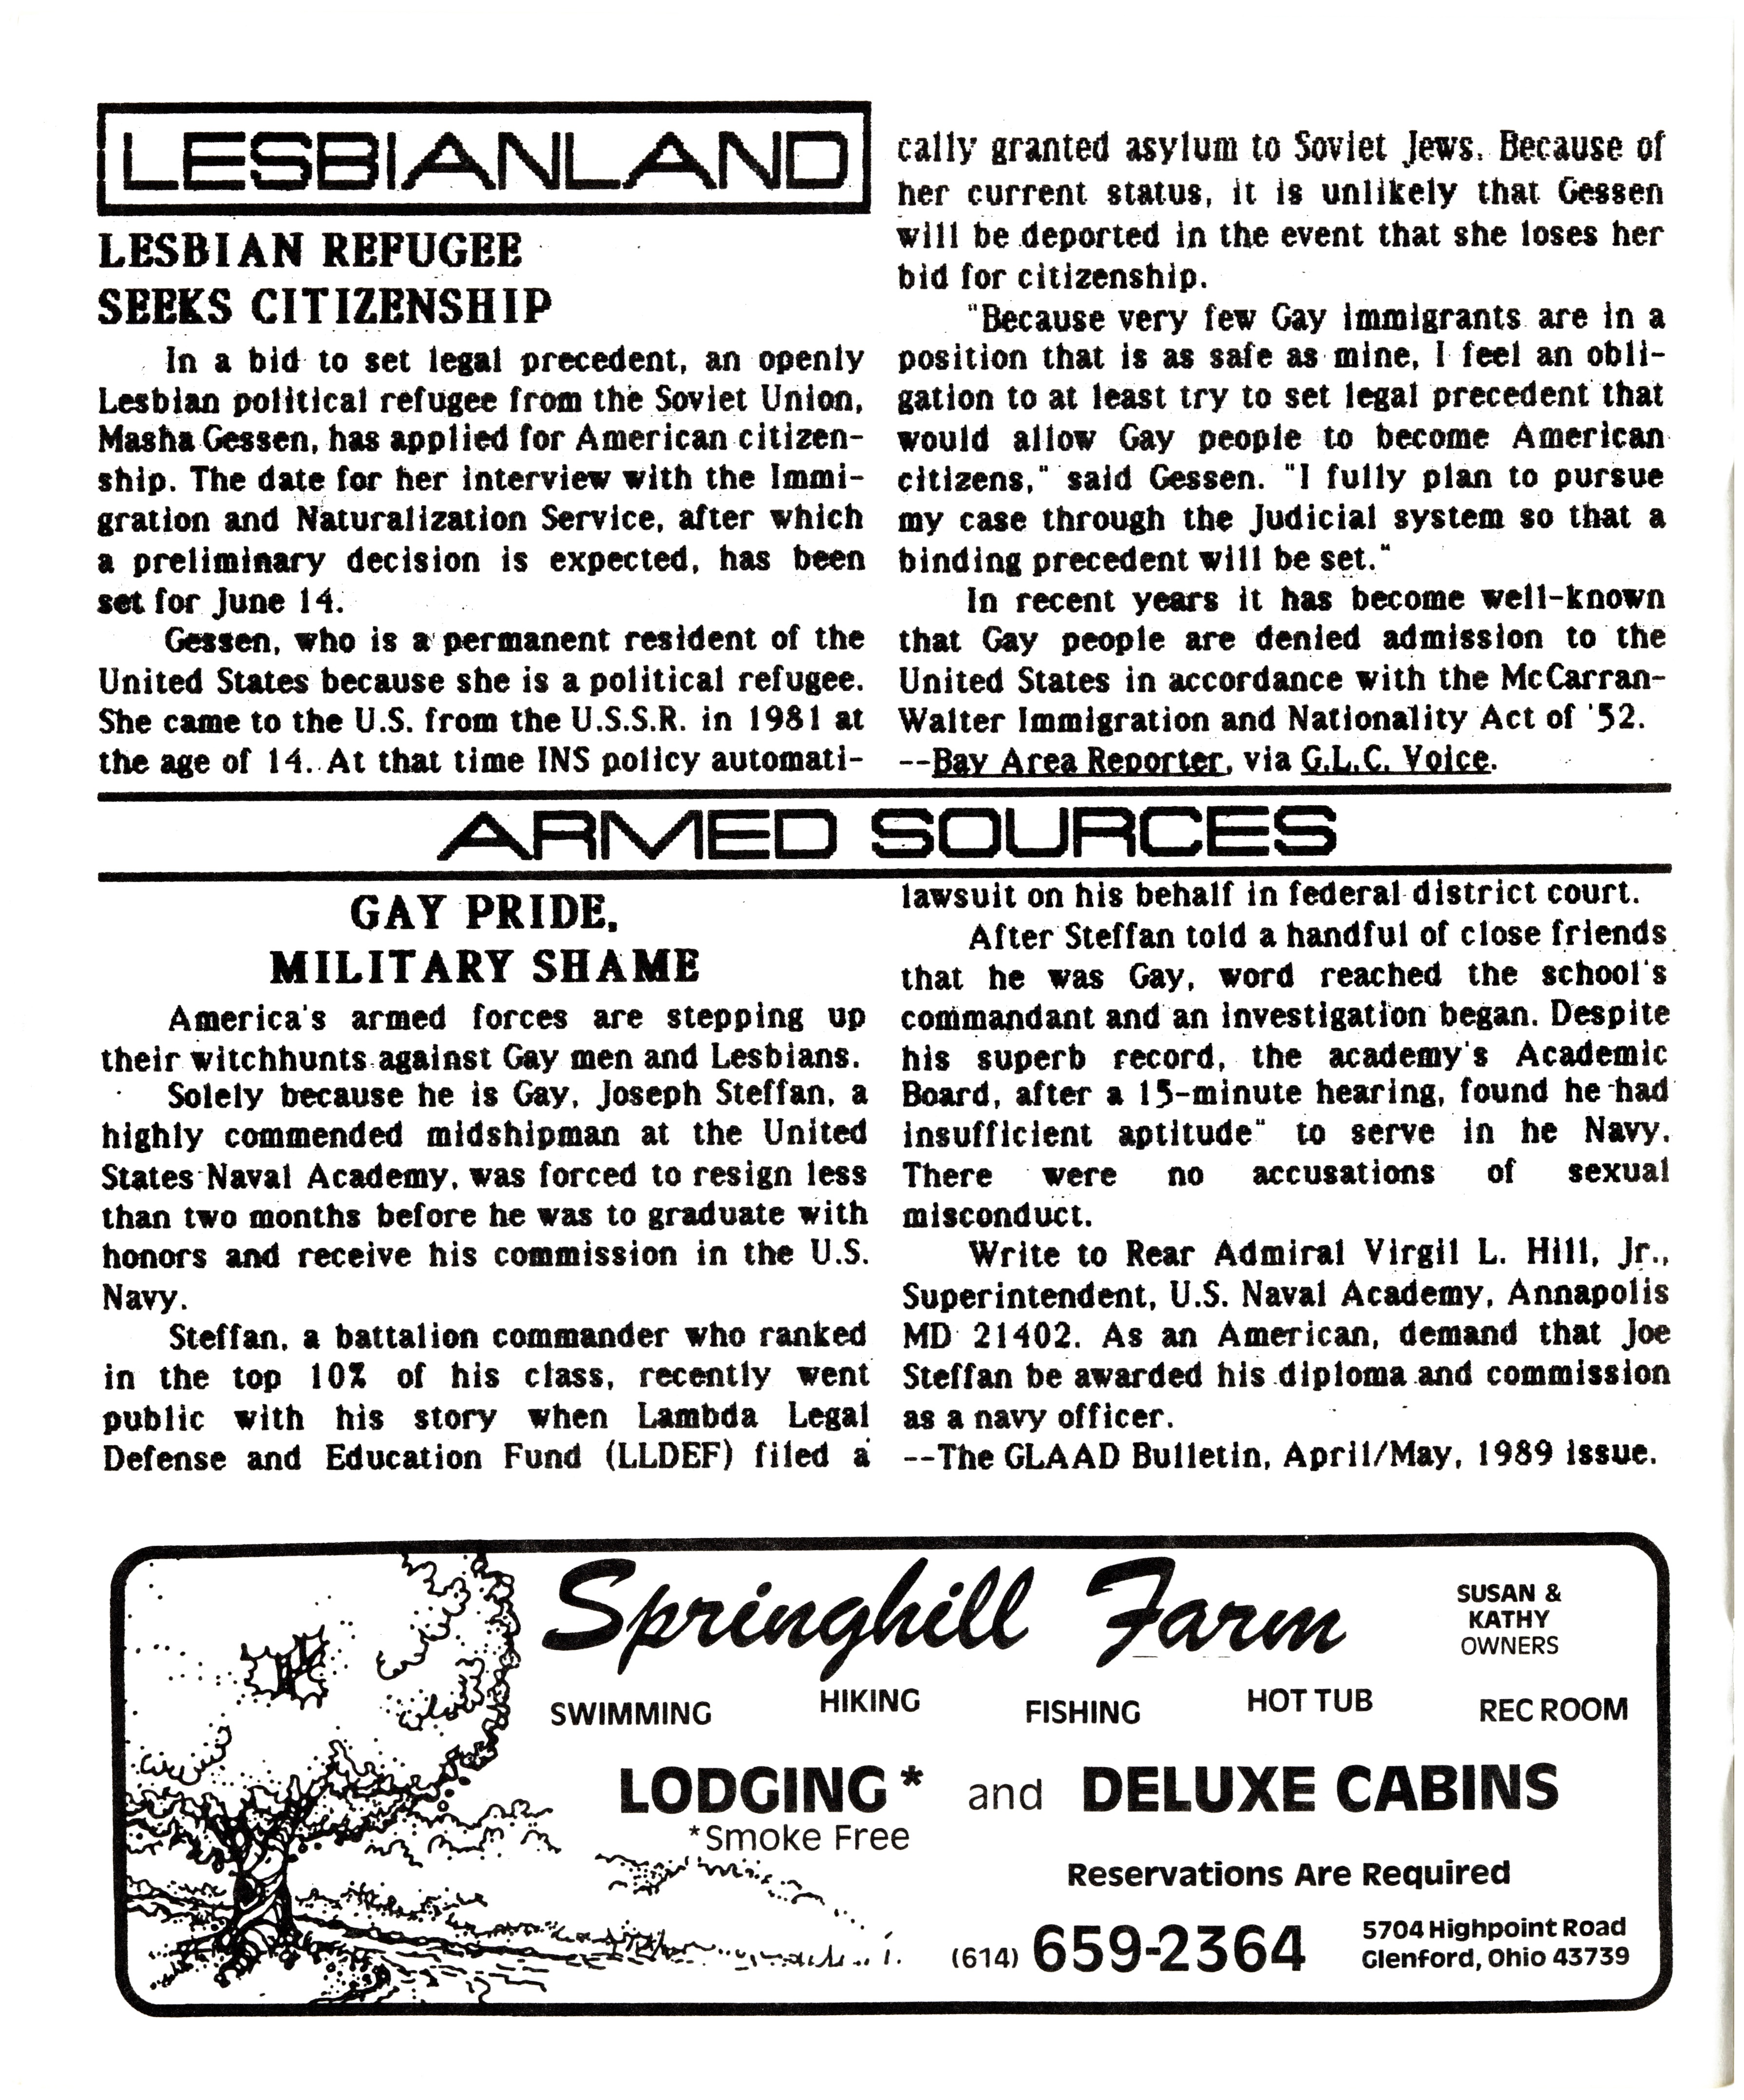 LESBIANLAND
LESBIAN REFUGEE
SEEKS CITIZENSHIP
In a bid to set legal precedent, an openly
Lesbian political refugee from the Soviet Union,
Masha Gessen, has applied for American citizen-
ship. The date for her interview with the Immi-
gration and Naturalization Service, after which
a preliminary decision is expected, has been
set for June 14.
Gessen, who is a permanent resident of the
United States because she is a political refugee.
She came to the U.S. from the U.S.S.R. in 1981 at
the age of 14. At that time INS policy automati-
cally granted asylum to Soviet Jews. Because of
her current status, it is unlikely that Gessen
will be deported in the event that she loses her
bid for citizenship.
"Because very few Gay immigrants are in a
position that is as safe as mine, I feel an obli-
gation to at least try to set legal precedent that
would allow Gay people to become American
citizens," said Gessen. "I fully plan to pursue
my case through the Judicial system so that a
binding precedent will be set."
In recent years it has become well-known
that Gay people are denied admission to the
United States in accordance with the McCarran-
Walter Immigration and Nationality Act of '52.
--Bay Area Reporter, via G.L.C. Voice.
ARMED SOURCES
GAY PRIDE,
MILITARY SHAME
America's armed forces are stepping up
their witchhunts against Gay men and Lesbians.
Solely because he is Gay, Joseph Steffan, a
highly commended midshipman at the United
States Naval Academy, was forced to resign less
than two months before he was to graduate with
honors and receive his commission in the U.S.
Navy.
Steffan, a battalion commander who ranked
in the top 10% of his class, recently went
public with his story when Lambda Legal
Defense and Education Fund (LLDEF) filed a
lawsuit on his behalf in federal district court.
After Steffan told a handful of close friends
that he was Gay, word reached the school's
commandant and an investigation began. Despite
his superb record, the academy's Academic
Board, after a 15-minute hearing, found he had
insufficient aptitude" to serve in he Navy.
There were no accusations of sexual
misconduct.
Write to Rear Admiral Virgil L. Hill, Jr.,
Superintendent, U.S. Naval Academy, Annapolis
MD 21402. As an American, demand that Joe
Steffan be awarded his diploma and commission
as a navy officer.
--The GLAAD Bulletin, April/May, 1989 issue.
Springhill Farm
SUSAN &
KATHY
OWNERS
SWIMMING HIKING FISHING HOT TUB REC ROOM
LODGING* and DELUXE CABINS
*Smoke Free
Reservations Are Required
(614) 659-2364
5704 Highpoint Road
Glenford, Ohio 43739